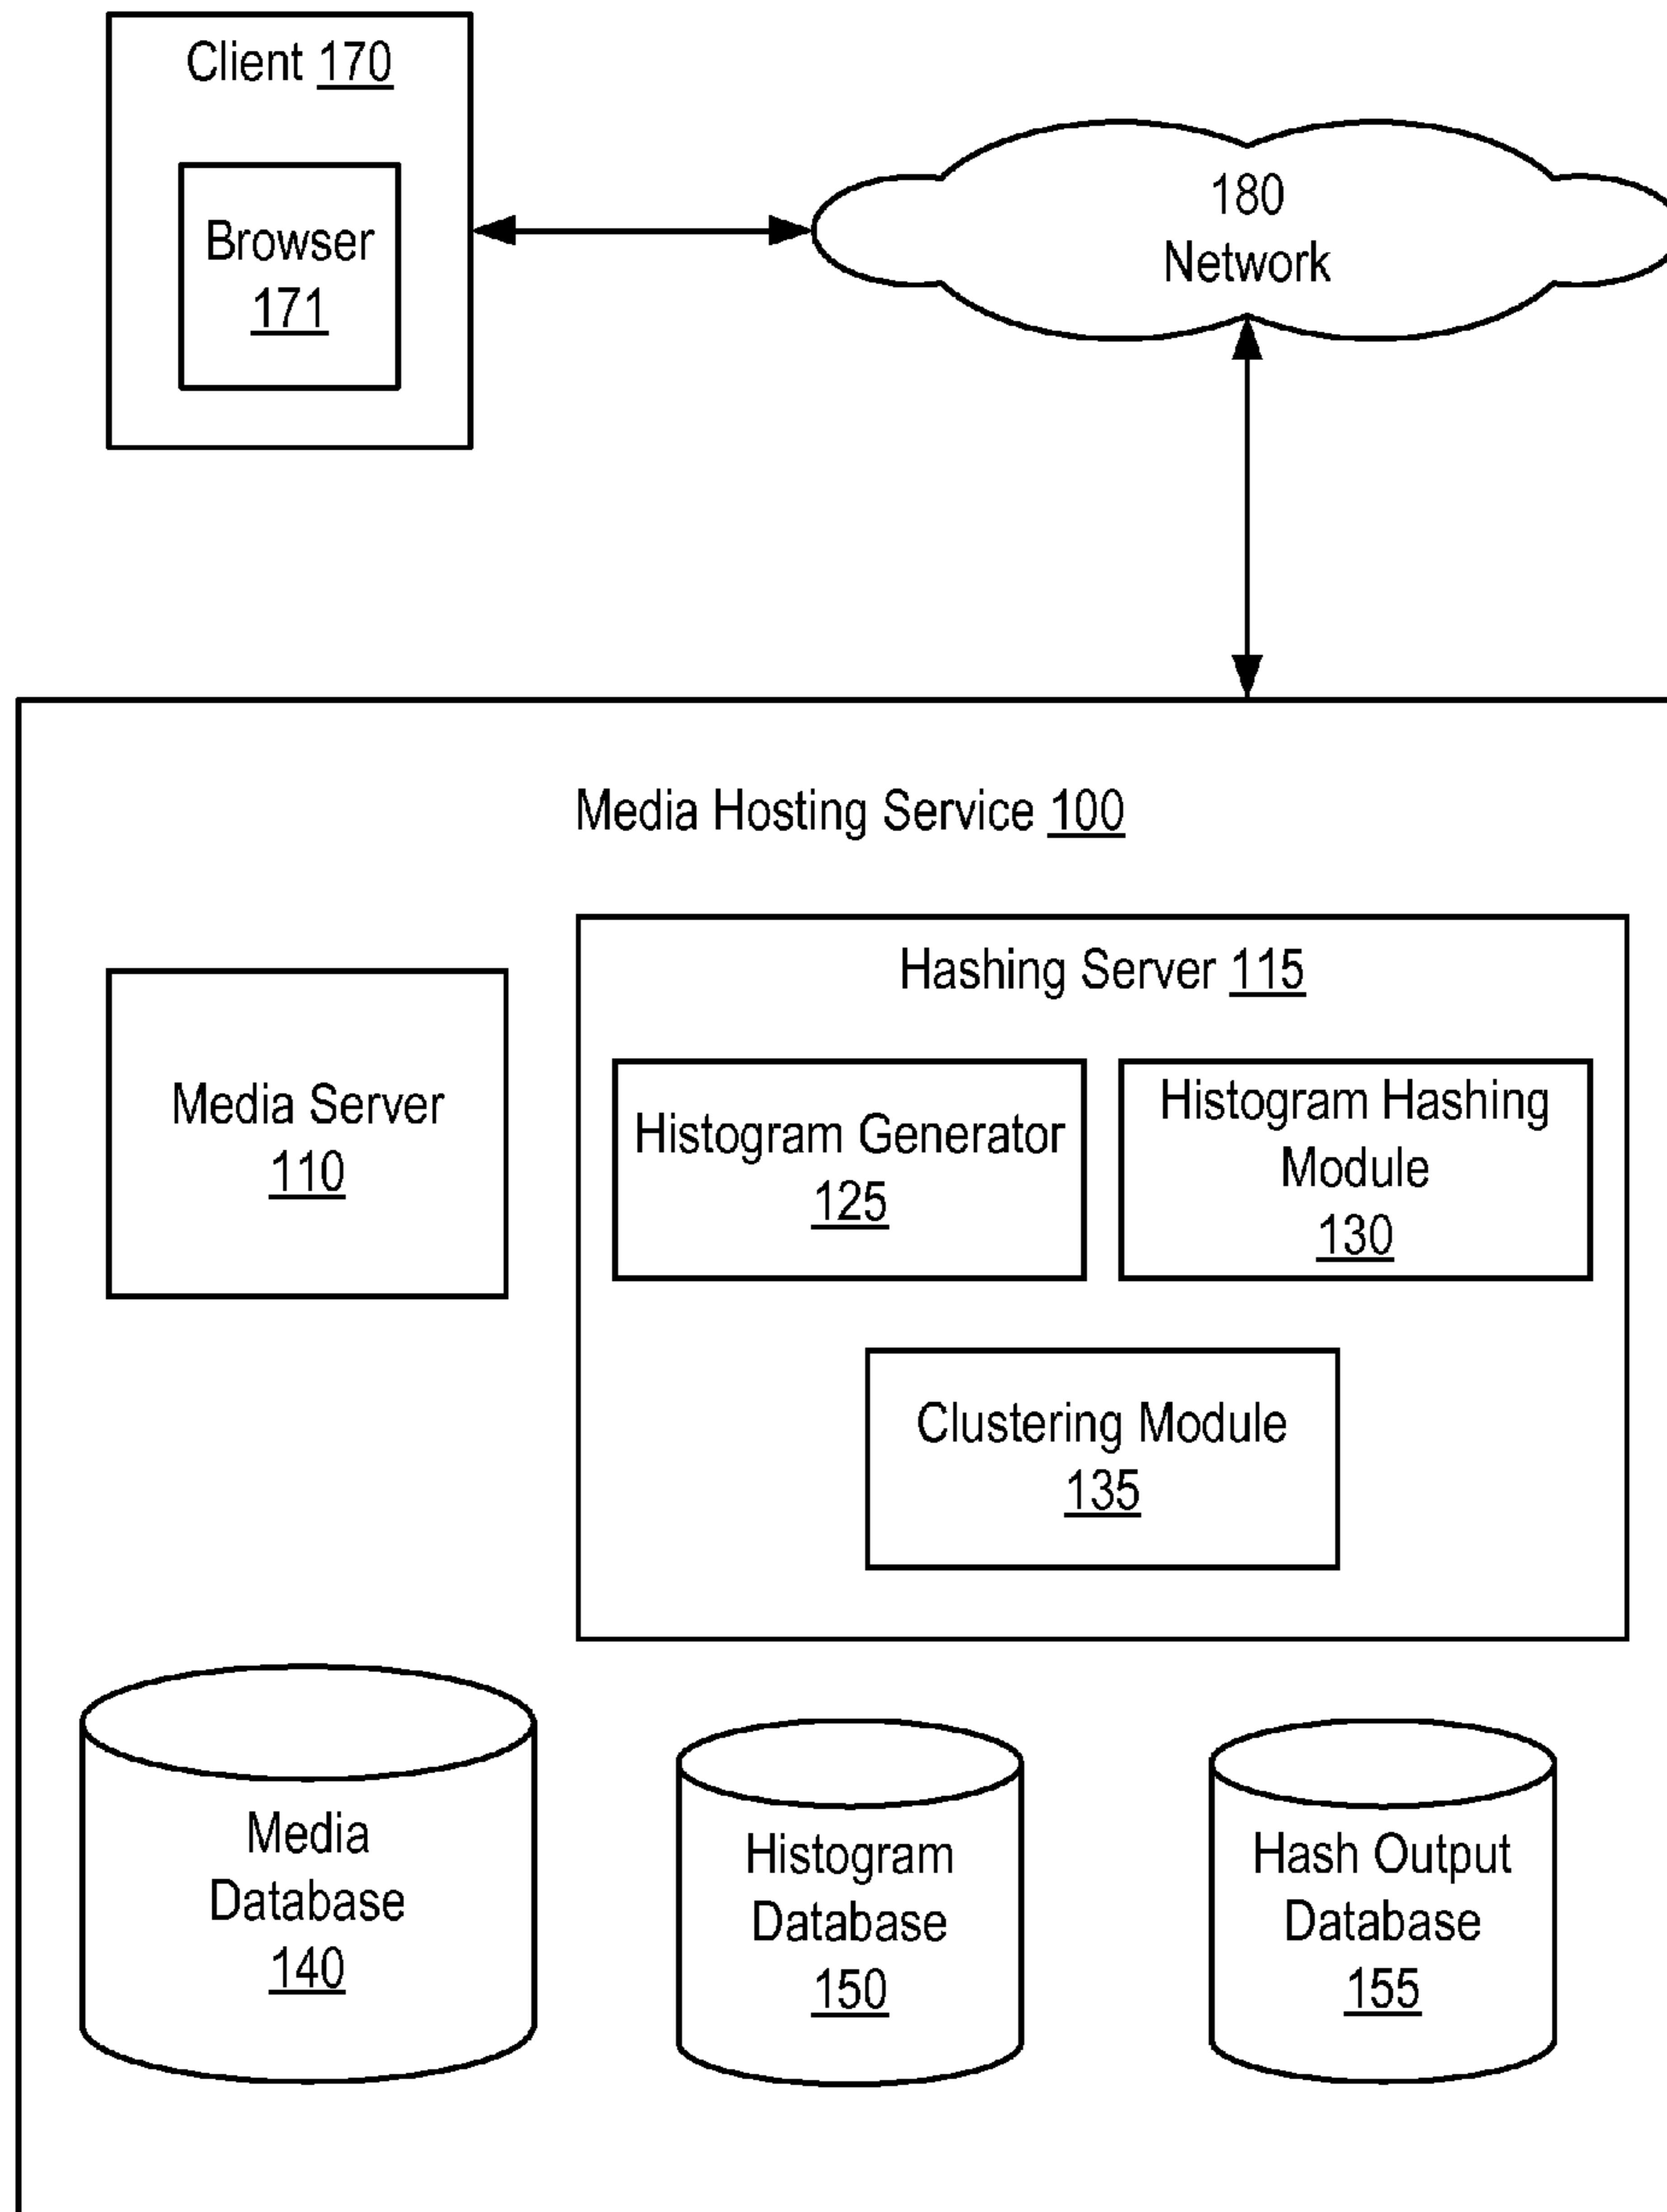 Client 170
Browser
171
180
Network
Media Hosting Service 100
Hashing Server 115
Media Server
110
Histogram Generator
125
Histogram Hashing
Module
130
Clustering Module
135
Media
Database
140
Histogram
Database
150
Hash Output
Database
155